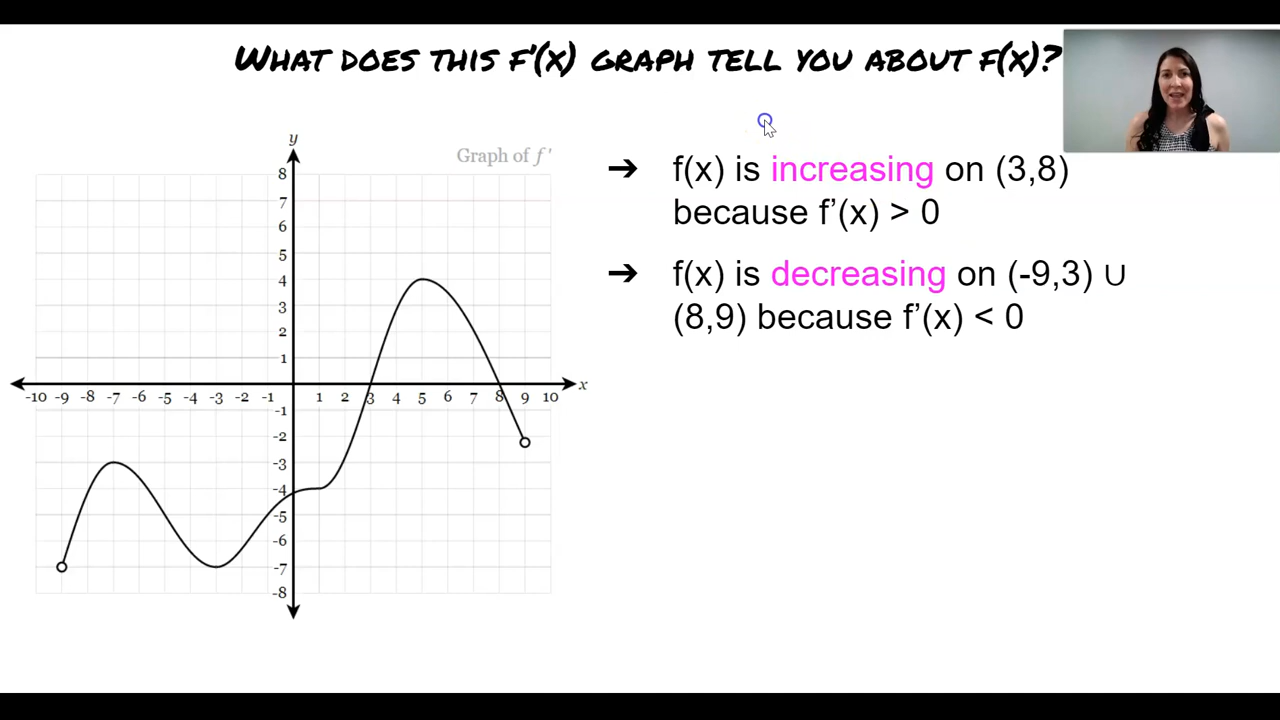 WHAT DOES THIS F'(X) GRAPH TELL YOU ABOUT F(X)?
y
Graph of f'
8
7
6
5
4
3
2
1
-10 -9 -8 -7 -6 -5 -4 -3 -2 -1 1 2 3 4 5 6 7 8 9 10 x
-1
-2
-3
-4
-5
-6
-7
-8
➔ f(x) is increasing on (3,8)
because f’(x) > 0
➔ f(x) is decreasing on (-9,3) ∪
(8,9) because f’(x) < 0